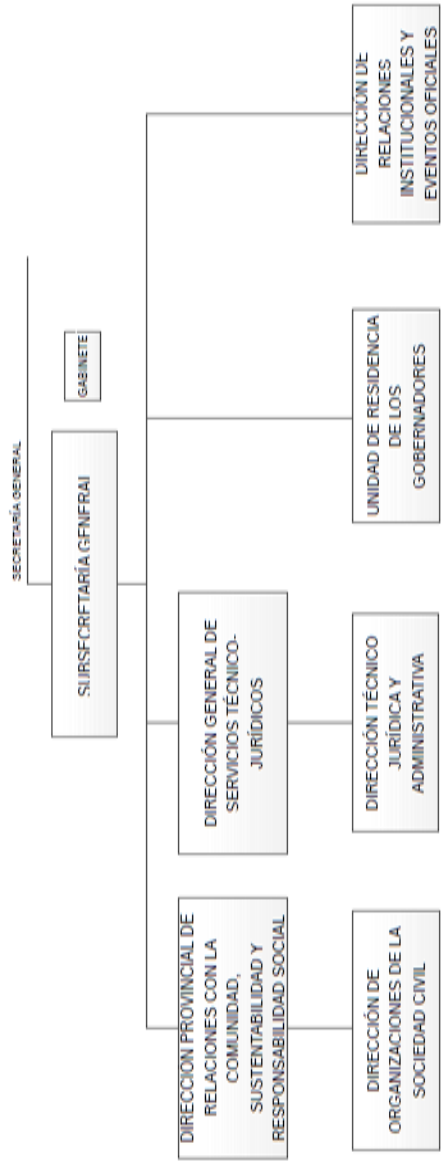 SECRETARÍA GENERAL
SUBSECRETARÍA GENERAL
GABINETE
DIRECCION PROVINCIAL DE
RELACIONES CON LA
COMUNIDAD,
SUSTENTABILIDAD Y
RESPONSABILIDAD SOCIAL
DIRECCIÓN GENERAL DE
SERVICIOS TÉCNICO-
JURÍDICOS
DIRECCIÓN DE
ORGANIZACIONES DE LA
SOCIEDAD CIVIL
DIRECCIÓN TÉCNICO
JURÍDICA Y
ADMINISTRATIVA
UNIDAD DE RESIDENCIA
DE LOS
GOBERNADORES
DIRECCIÓN DE
RELACIONES
INSTITUCIONALES Y
EVENTOS OFICIALES